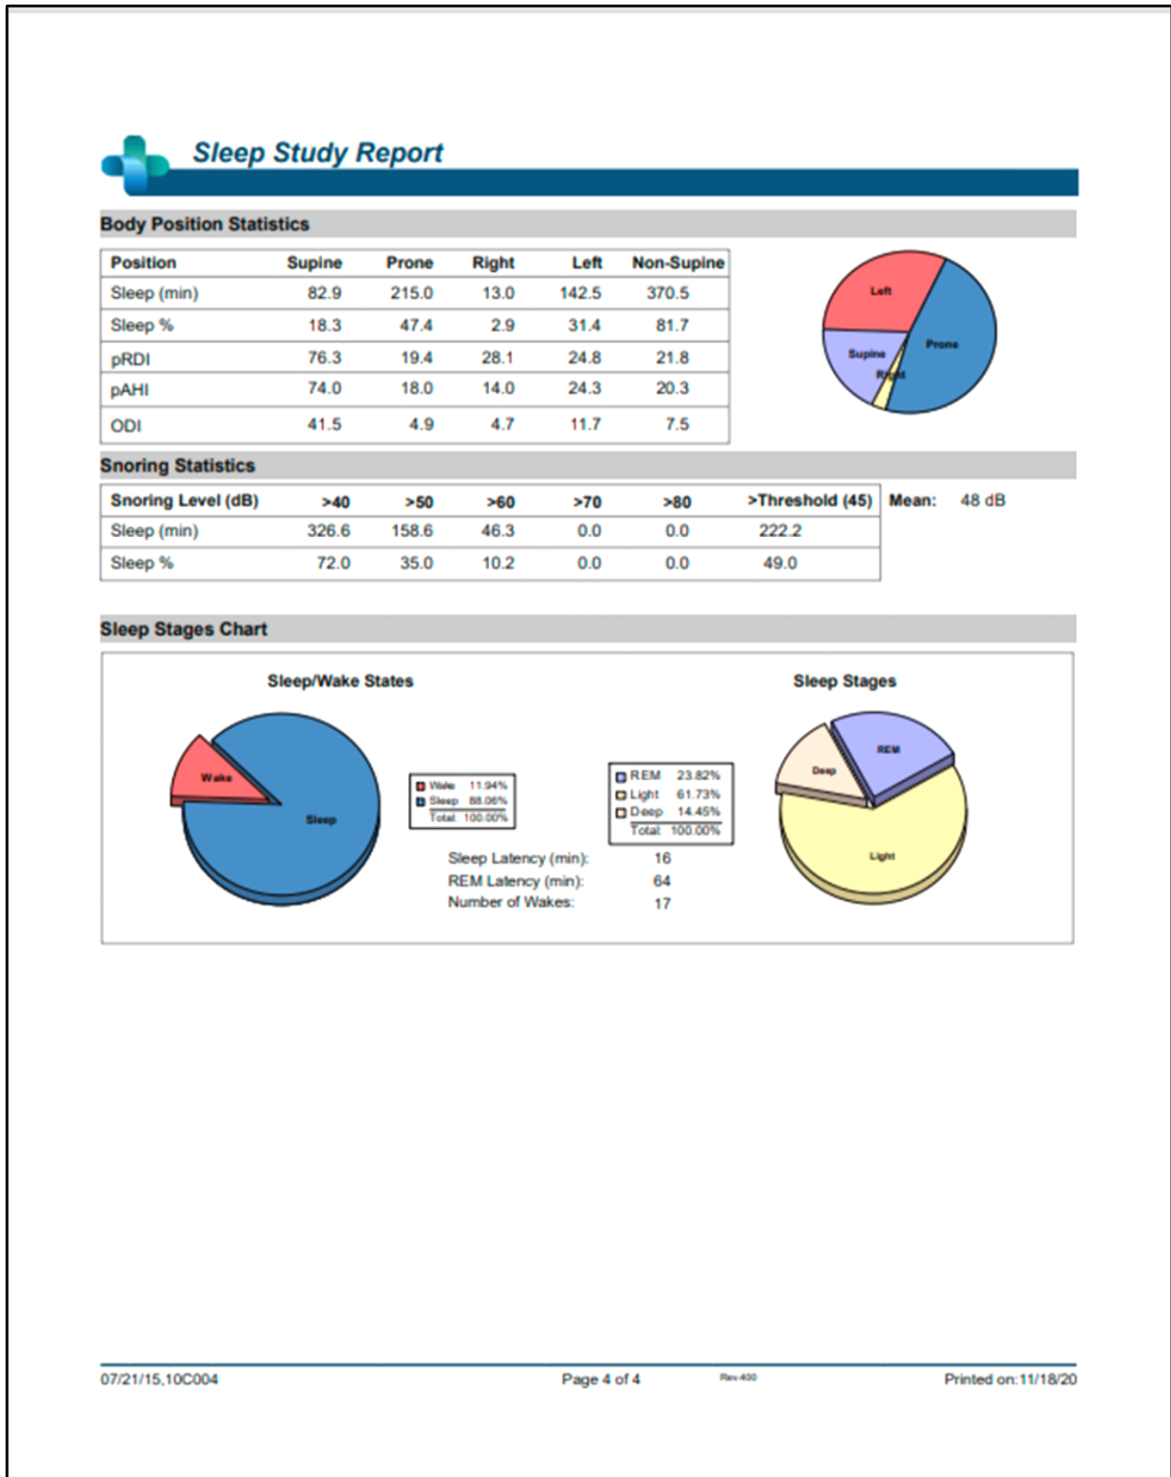 Sleep Study Report
Body Position Statistics
Position Supine Prone Right Left Non-Supine
Sleep (min) 82.9 215.0 13.0 142.5 370.5
Sleep % 18.3 47.4 2.9 31.4 81.7
pRDI 76.3 19.4 28.1 24.8 21.8
pAHI 74.0 18.0 14.0 24.3 20.3
ODI 41.5 4.9 4.7 11.7 7.5
Left
Prone
Supine
Right
Snoring Statistics
Snoring Level (dB) >40 >50 >60 >70 >80 >Threshold (45) Mean: 48 dB
Sleep (min) 326.6 158.6 46.3 0.0 0.0 222.2
Sleep % 72.0 35.0 10.2 0.0 0.0 49.0
Sleep Stages Chart
Sleep/Wake States
Wake
Sleep
Wake 11.94%
Sleep 88.06%
Total: 100.00%
Sleep Stages
REM 23.82%
Light 61.73%
Deep 14.45%
Total: 100.00%
Deep
REM
Light
Sleep Latency (min): 16
REM Latency (min): 64
Number of Wakes: 17
07/21/15,10C004 Page 4 of 4 Rev.400 Printed on:11/18/20